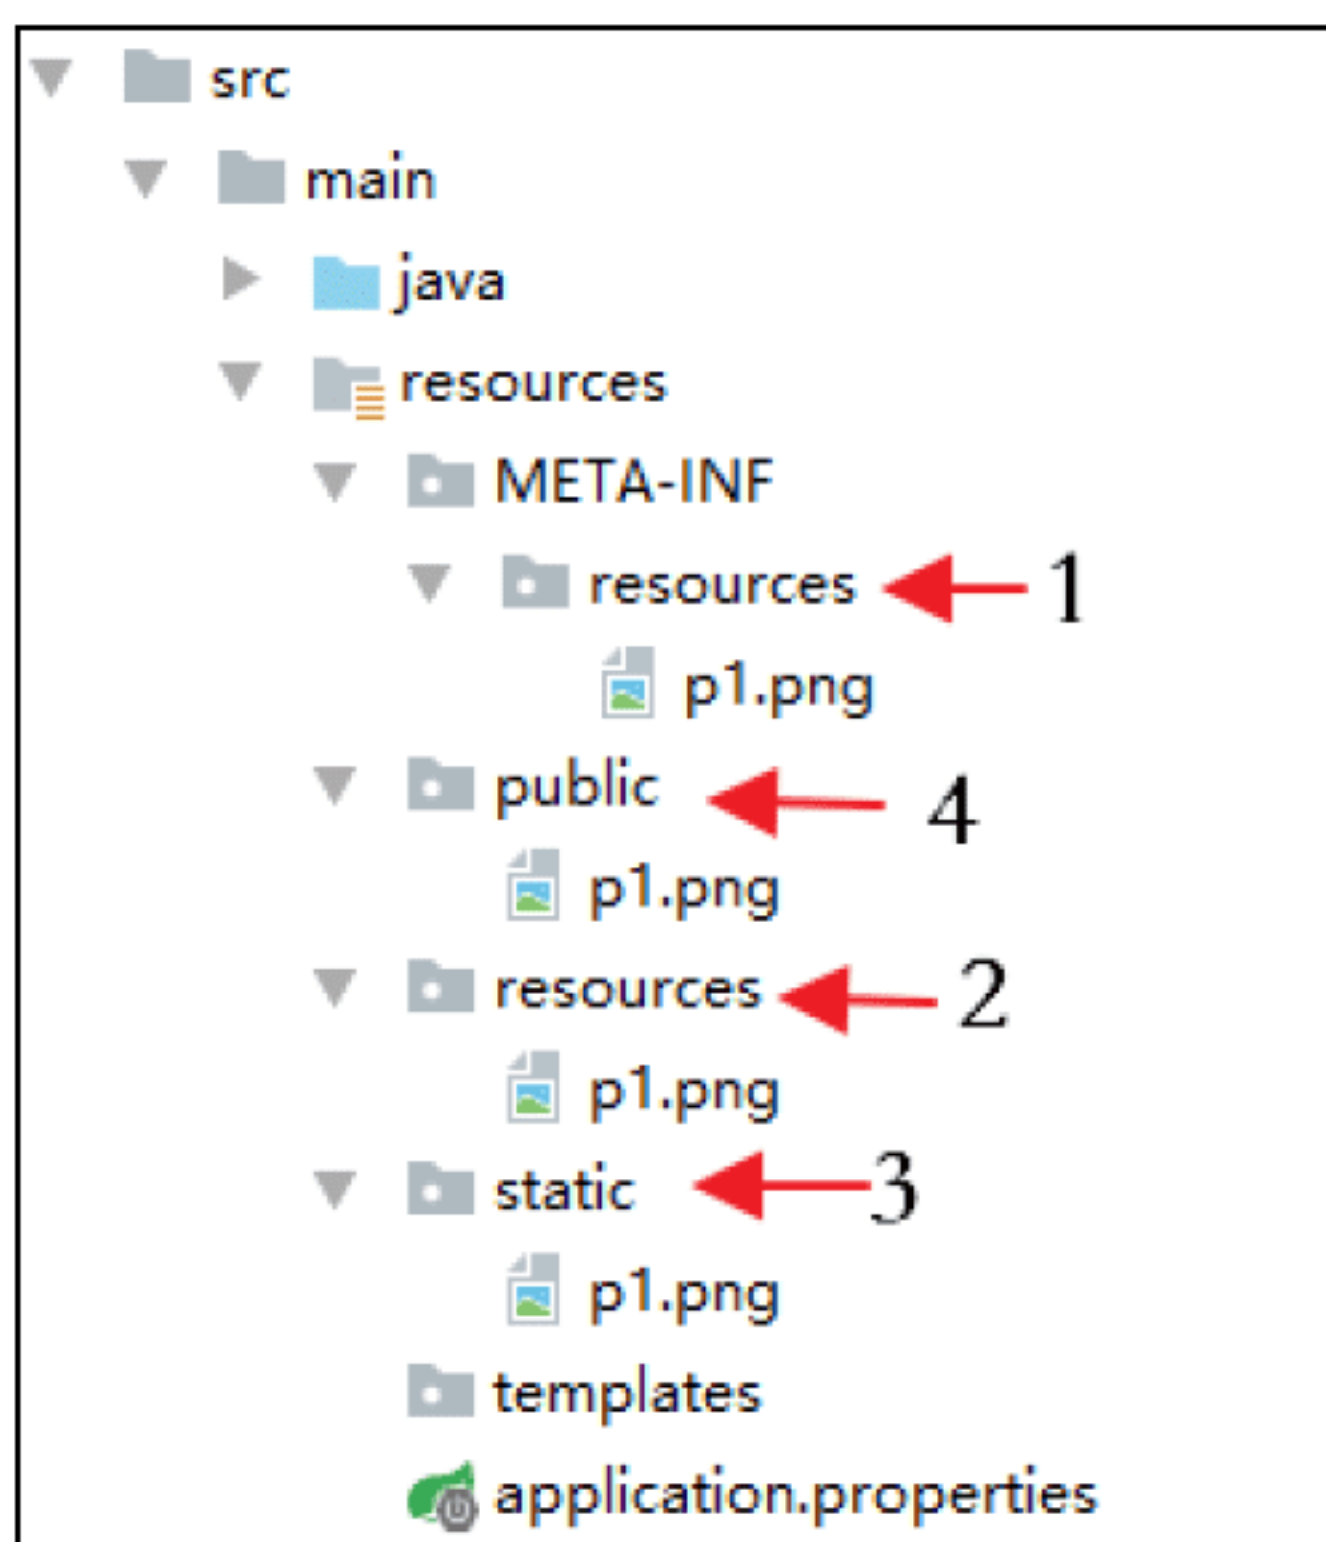 src
main
java
resources
META-INF
resources 1
p1.png
public 4
p1.png
resources 2
p1.png
static 3
p1.png
templates
application.properties